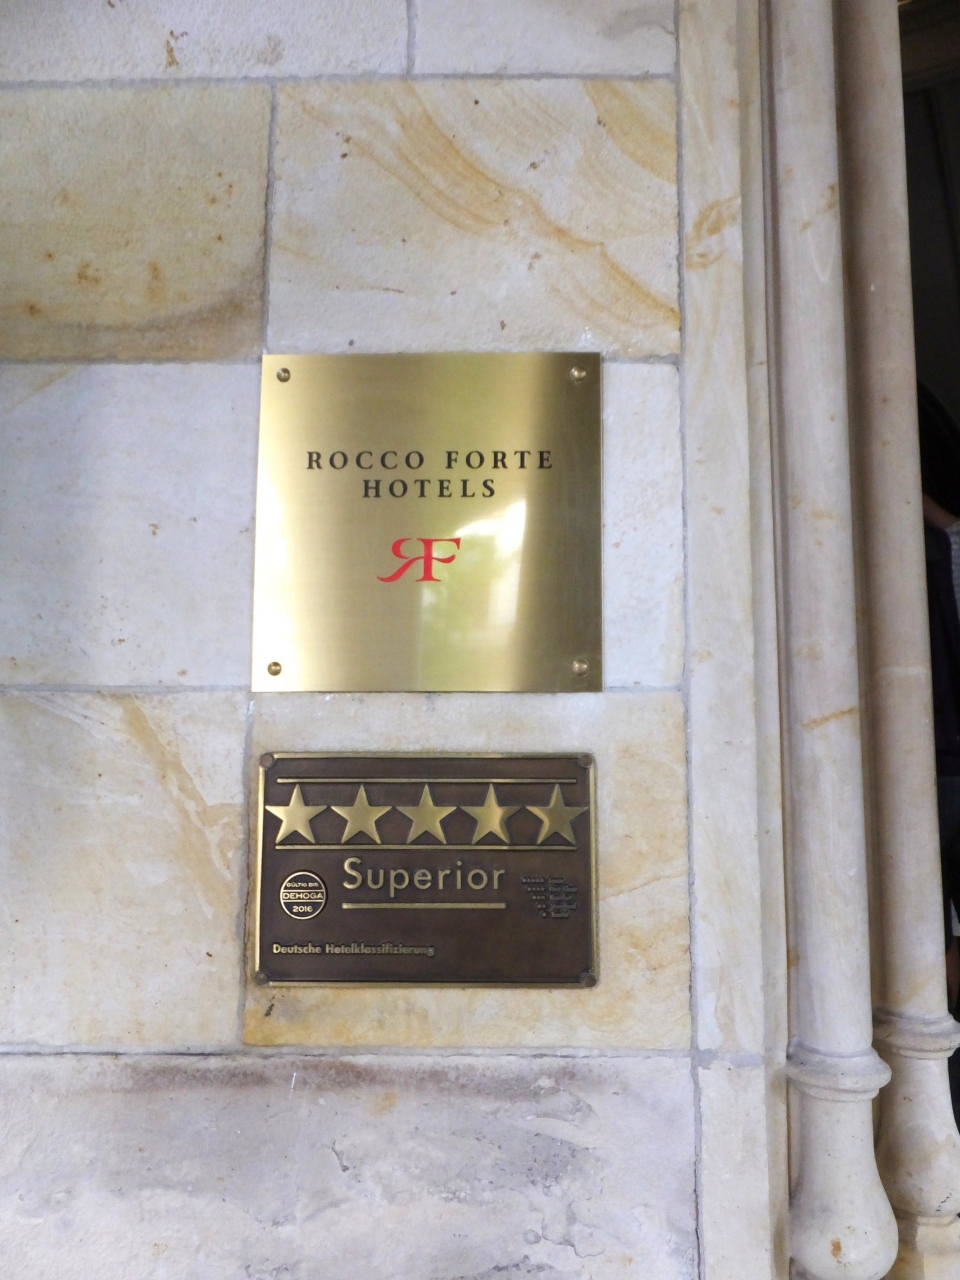 ROCCO FORTE
HOTELS
RF
Superior
GÜLTIG BIS
DEHOGA
2016
Deutsche Hotelklassifizierung